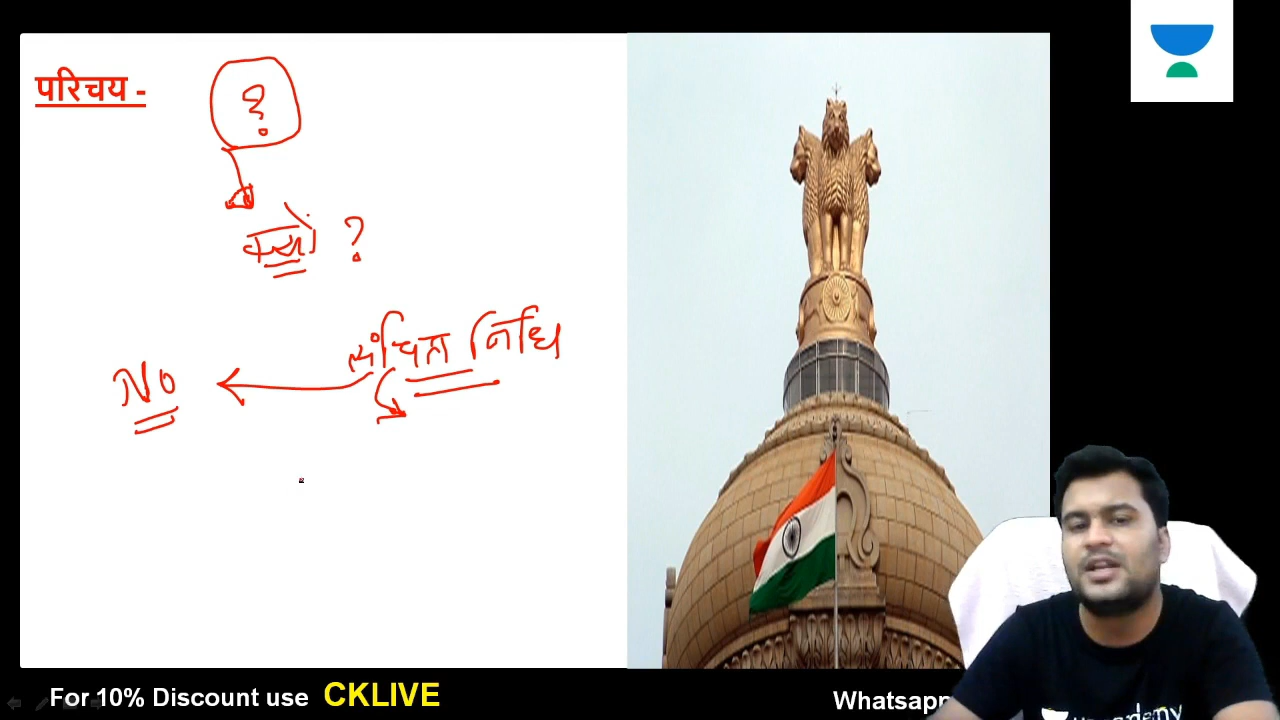 परिचय -
?
क्यों ?
संचित निधि
No
For 10% Discount use CKLIVE
Whatsapp